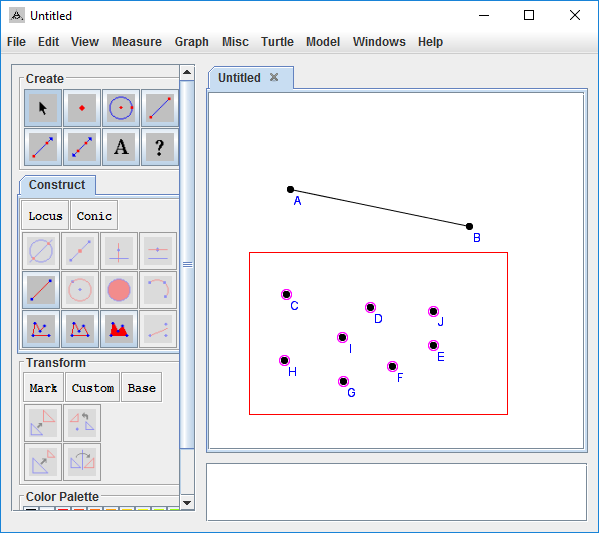 Untitled
File Edit View Measure Graph Misc Turtle Model Windows Help
Create
A ?
Construct
Locus Conic
Transform
Mark Custom Base
Color Palette
Untitled
A
B
C
D
J
I
E
H
F
G